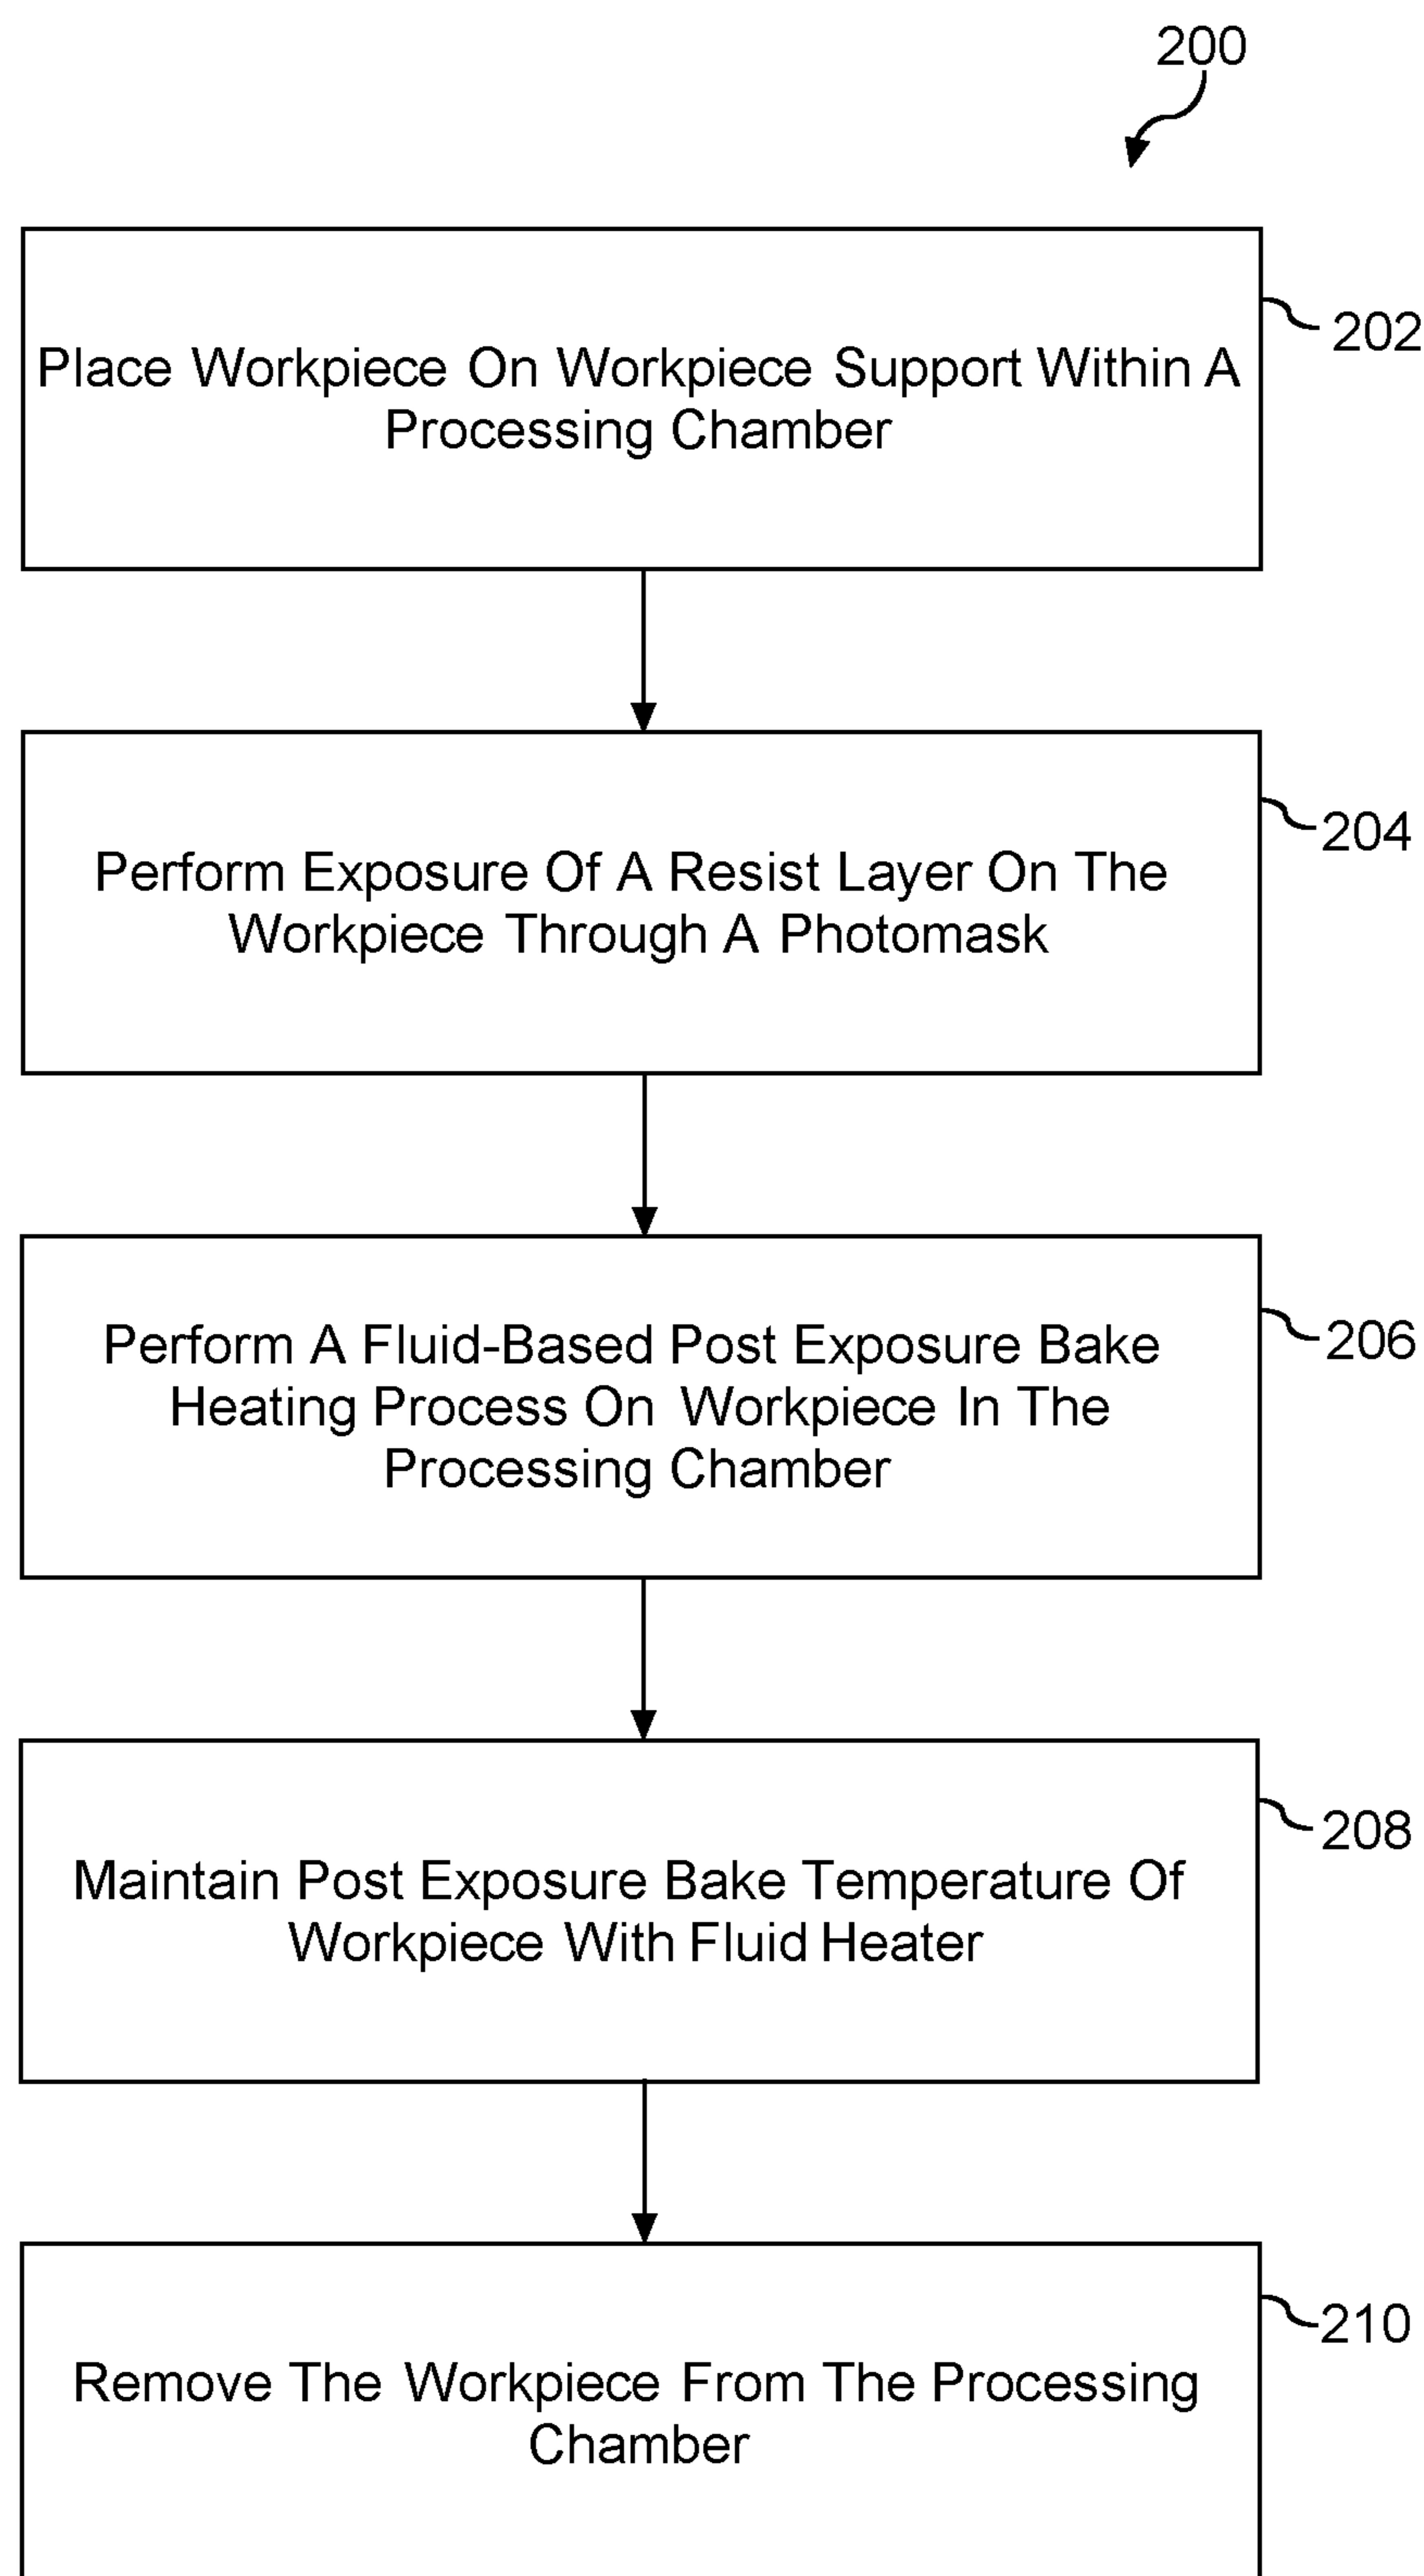 200
Place Workpiece On Workpiece Support Within A
Processing Chamber
202
Perform Exposure Of A Resist Layer On The
Workpiece Through A Photomask
204
Perform A Fluid-Based Post Exposure Bake
Heating Process On Workpiece In The
Processing Chamber
206
Maintain Post Exposure Bake Temperature Of
Workpiece With Fluid Heater
208
Remove The Workpiece From The Processing
Chamber
210